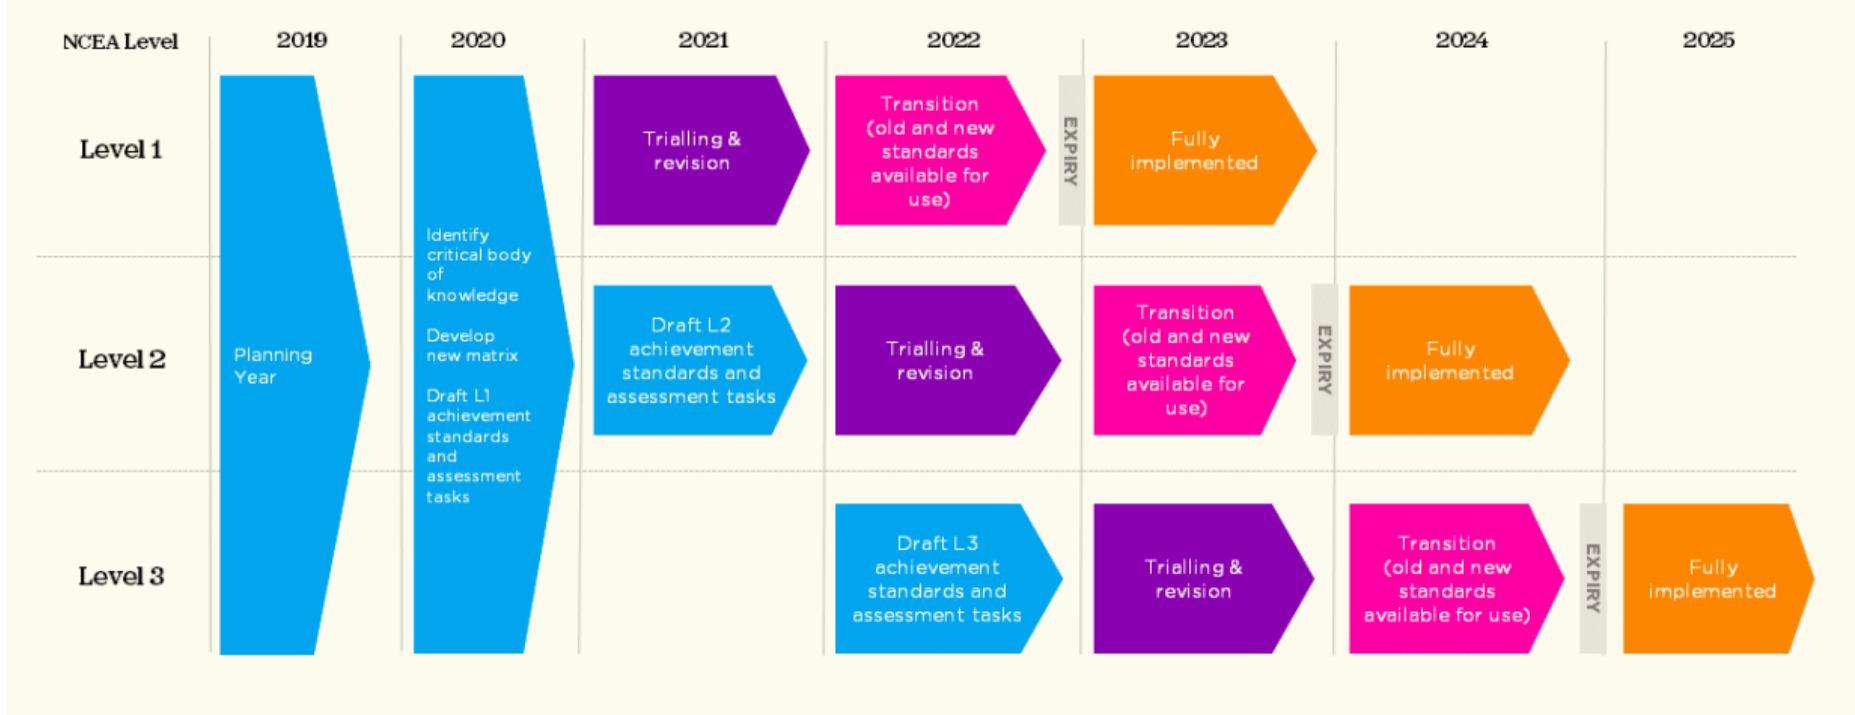 NCEA Level
2019
2020
2021
2022
2023
2024
2025
Level 1
Trialling &
revision
Transition
(old and new
standards
available for
use)
EXPIRY
Fully
implemented
Planning
Year
Identify
critical body
of
knowledge
Develop
new matrix
Draft L1
achievement
standards
and
assessment
tasks
Level 2
Draft L2
achievement
standards and
assessment tasks
Trialling &
revision
Transition
(old and new
standards
available for
use)
EXPIRY
Fully
implemented
Level 3
Draft L3
achievement
standards and
assessment tasks
Trialling &
revision
Transition
(old and new
standards
available for use)
EXPIRY
Fully
implemented